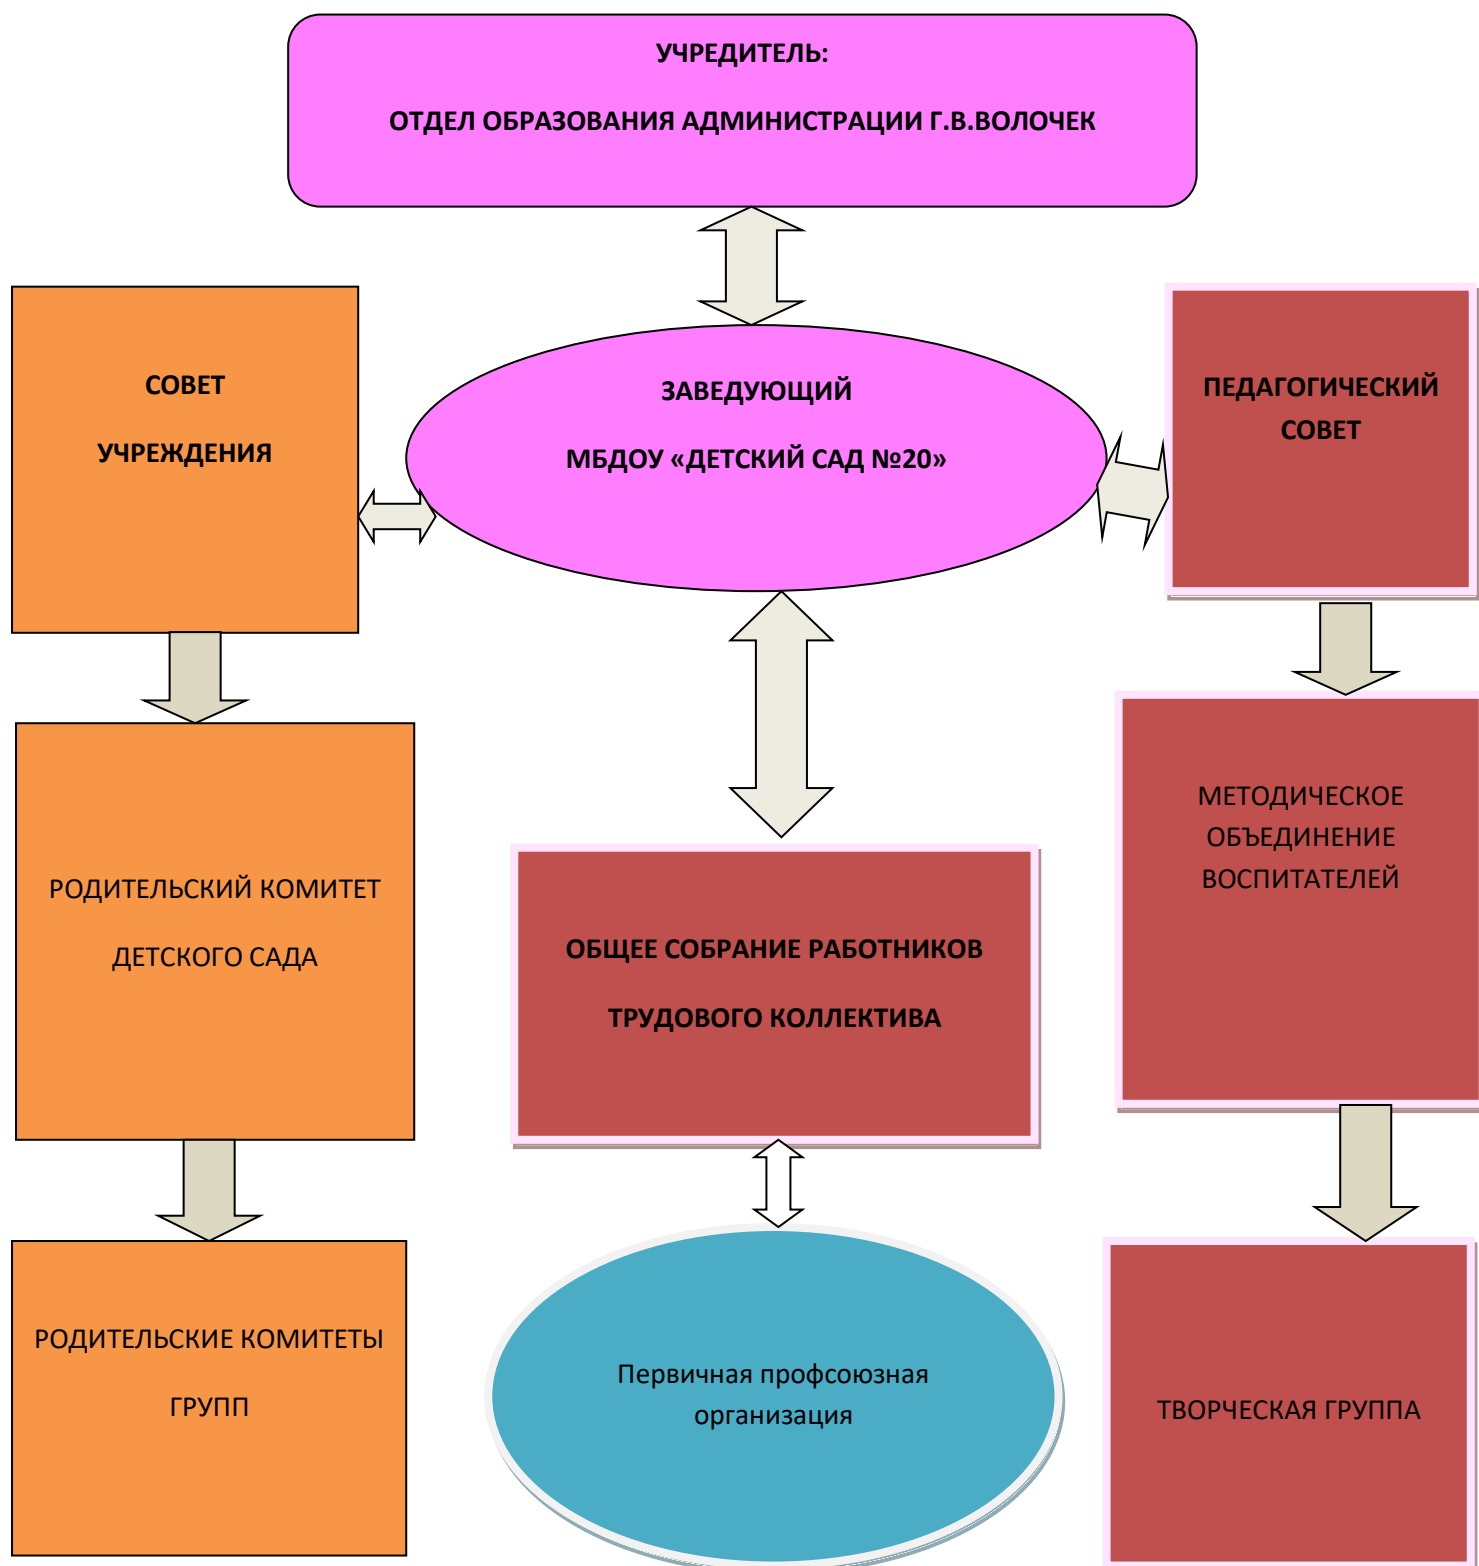 УЧРЕДИТЕЛЬ:
ОТДЕЛ ОБРАЗОВАНИЯ АДМИНИСТРАЦИИ Г.В.ВОЛОЧЕК
СОВЕТ
УЧРЕЖДЕНИЯ
ЗАВЕДУЮЩИЙ
МБДОУ «ДЕТСКИЙ САД №20»
ПЕДАГОГИЧЕСКИЙ
СОВЕТ
РОДИТЕЛЬСКИЙ КОМИТЕТ
ДЕТСКОГО САДА
ОБЩЕЕ СОБРАНИЕ РАБОТНИКОВ
ТРУДОВОГО КОЛЛЕКТИВА
МЕТОДИЧЕСКОЕ
ОБЪЕДИНЕНИЕ
ВОСПИТАТЕЛЕЙ
РОДИТЕЛЬСКИЕ КОМИТЕТЫ
ГРУПП
Первичная профсоюзная
организация
ТВОРЧЕСКАЯ ГРУППА